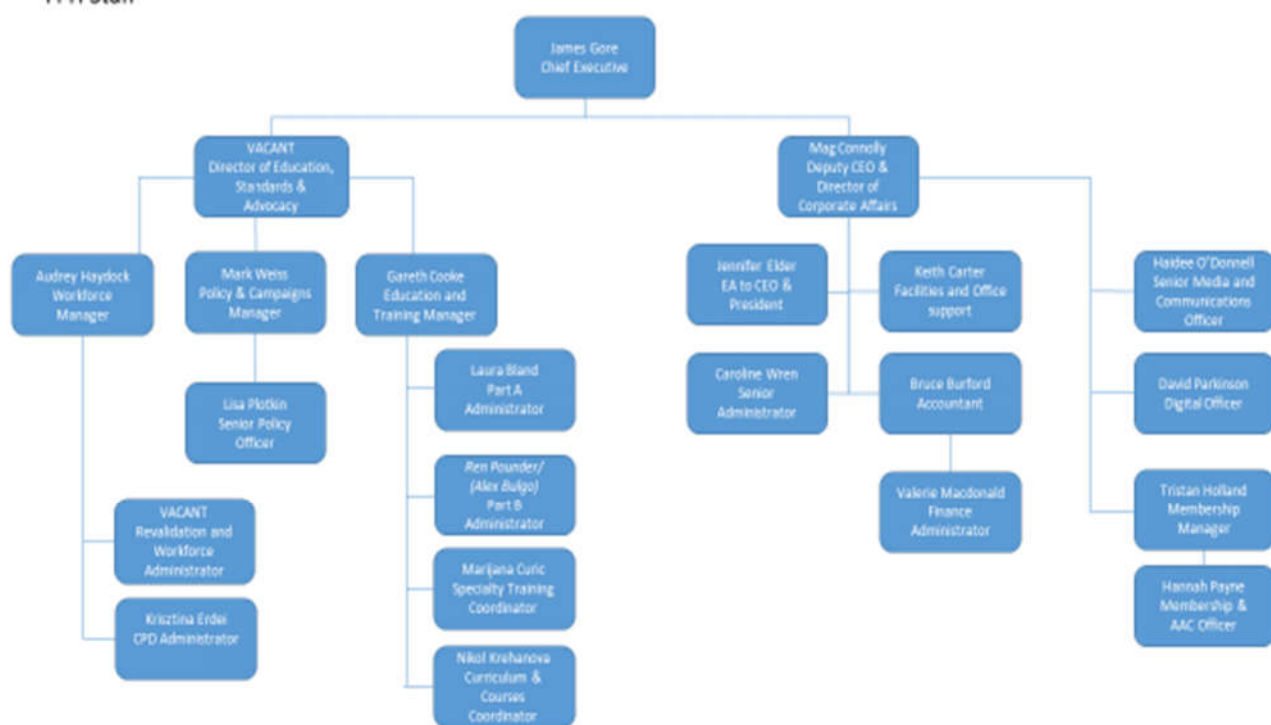 Staff
James Gore
Chief Executive
VACANT
Director of Education,
Standards &
Advocacy
Mag Connolly
Deputy CEO &
Director of
Corporate Affairs
Audrey Haydock
Workforce
Manager
Mark Weiss
Policy & Campaigns
Manager
Gareth Cooke
Education and
Training Manager
Jennifer Elder
EA to CEO &
President
Keith Carter
Facilities and Office
support
Haidee O'Donnell
Senior Media and
Communications
Officer
Laura Bland
Part A
Administrator
Caroline Wren
Senior
Administrator
Bruce Burford
Accountant
David Parkinson
Digital Officer
Lisa Plotkin
Senior Policy
Officer
Ren Pounder/
(Alex Bulgo)
Part B
Administrator
Valerie Macdonald
Finance
Administrator
Tristan Holland
Membership
Manager
VACANT
Revalidation and
Workforce
Administrator
Marijana Curic
Specialty Training
Coordinator
Hannah Payne
Membership &
AAC Officer
Krisztina Erdei
CPD Administrator
Nikol Krehanova
Curriculum &
Courses
Coordinator